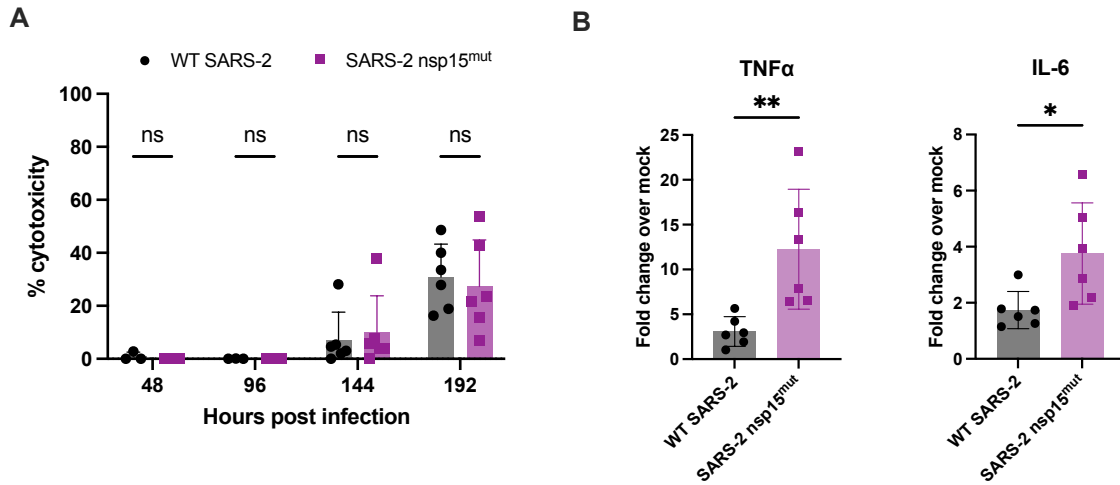 A
WT SARS-2
SARS-2 nsp15mut
% cytotoxicity
100
80
60
40
20
0
ns
ns
ns
ns
48
96
144
192
Hours post infection
B
TNFα
**
Fold change over mock
25
20
15
10
5
0
WT SARS-2
SARS-2 nsp15mut
IL-6
*
Fold change over mock
8
6
4
2
0
WT SARS-2
SARS-2 nsp15mut